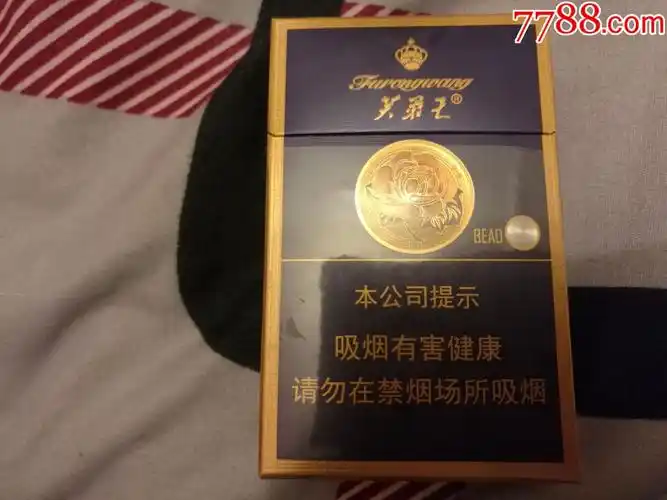 7788.com
Furongwang
芙蓉王®
BEAD
本公司提示
吸烟有害健康
请勿在禁烟场所吸烟